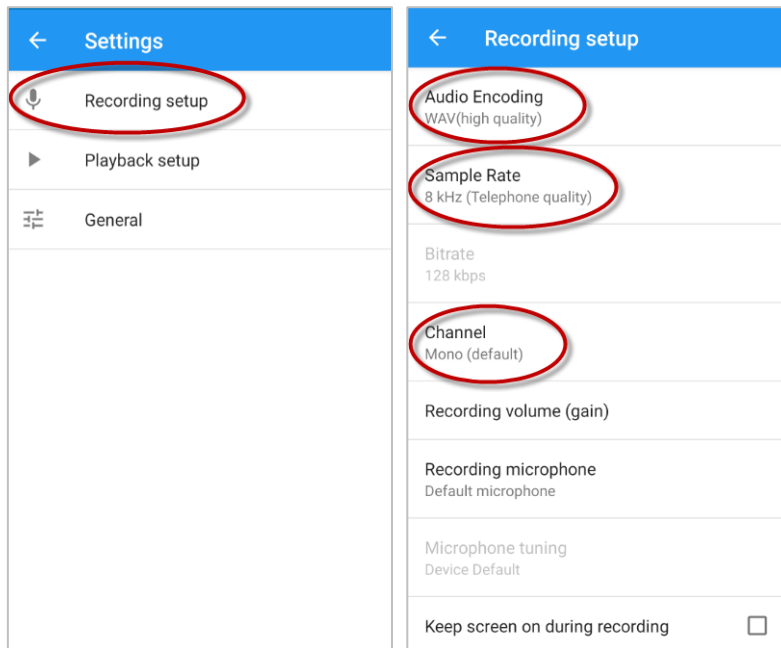 Settings
Recording setup
Playback setup
General
Recording setup
Audio Encoding
WAV(high quality)
Sample Rate
8 kHz (Telephone quality)
Bitrate
128 kbps
Channel
Mono (default)
Recording volume (gain)
Recording microphone
Default microphone
Microphone tuning
Device Default
Keep screen on during recording